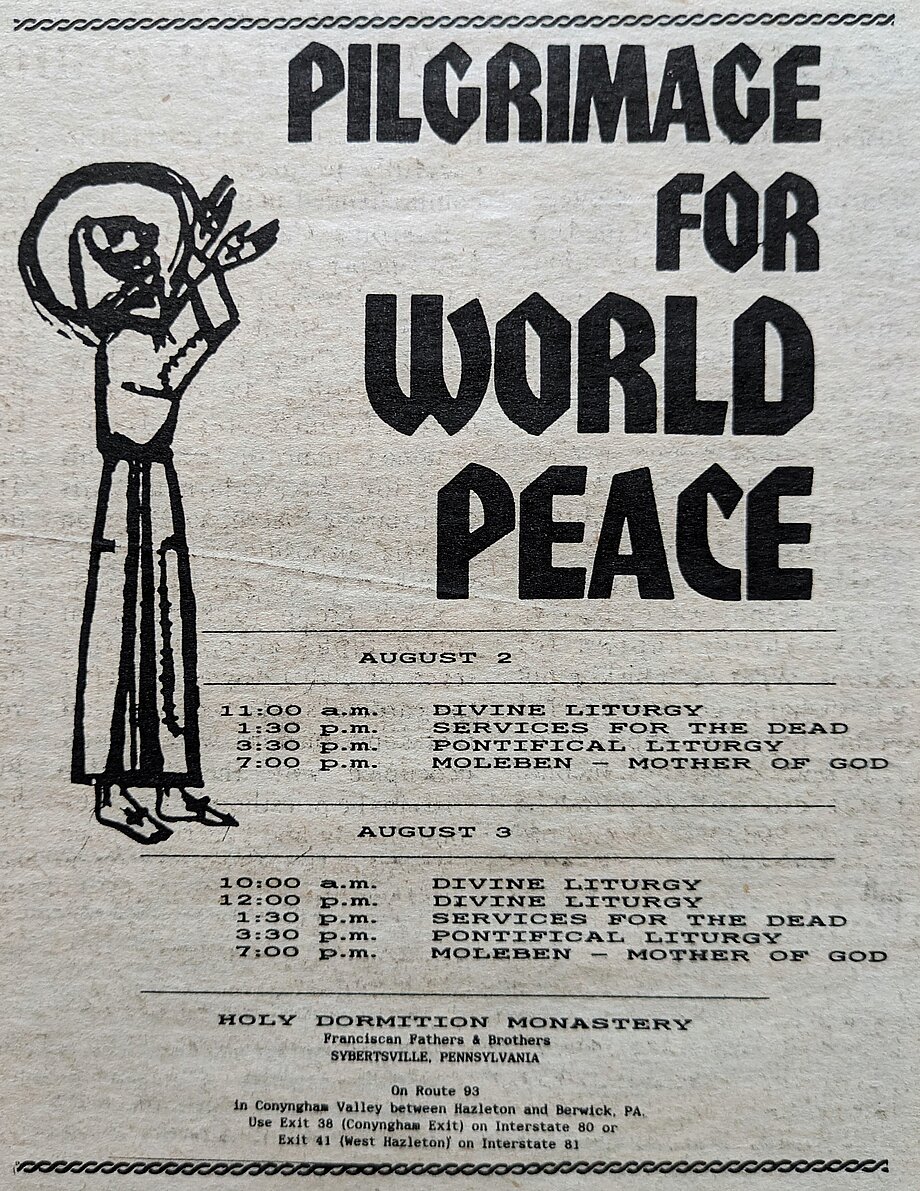 PILGRIMAGE
FOR
WORLD
PEACE
AUGUST 2
11:00 a.m. DIVINE LITURGY
1:30 p.m. SERVICES FOR THE DEAD
3:30 p.m. PONTIFICAL LITURGY
7:00 p.m. MOLEBEN – MOTHER OF GOD
AUGUST 3
10:00 a.m. DIVINE LITURGY
12:00 p.m. DIVINE LITURGY
1:30 p.m. SERVICES FOR THE DEAD
3:30 p.m. PONTIFICAL LITURGY
7:00 p.m. MOLEBEN – MOTHER OF GOD
HOLY DORMITION MONASTERY
Franciscan Fathers & Brothers
SYBERTSVILLE, PENNSYLVANIA
On Route 93
in Conyngham Valley between Hazleton and Berwick, PA.
Use Exit 38 (Conyngham Exit) on Interstate 80 or
Exit 41 (West Hazleton) on Interstate 81